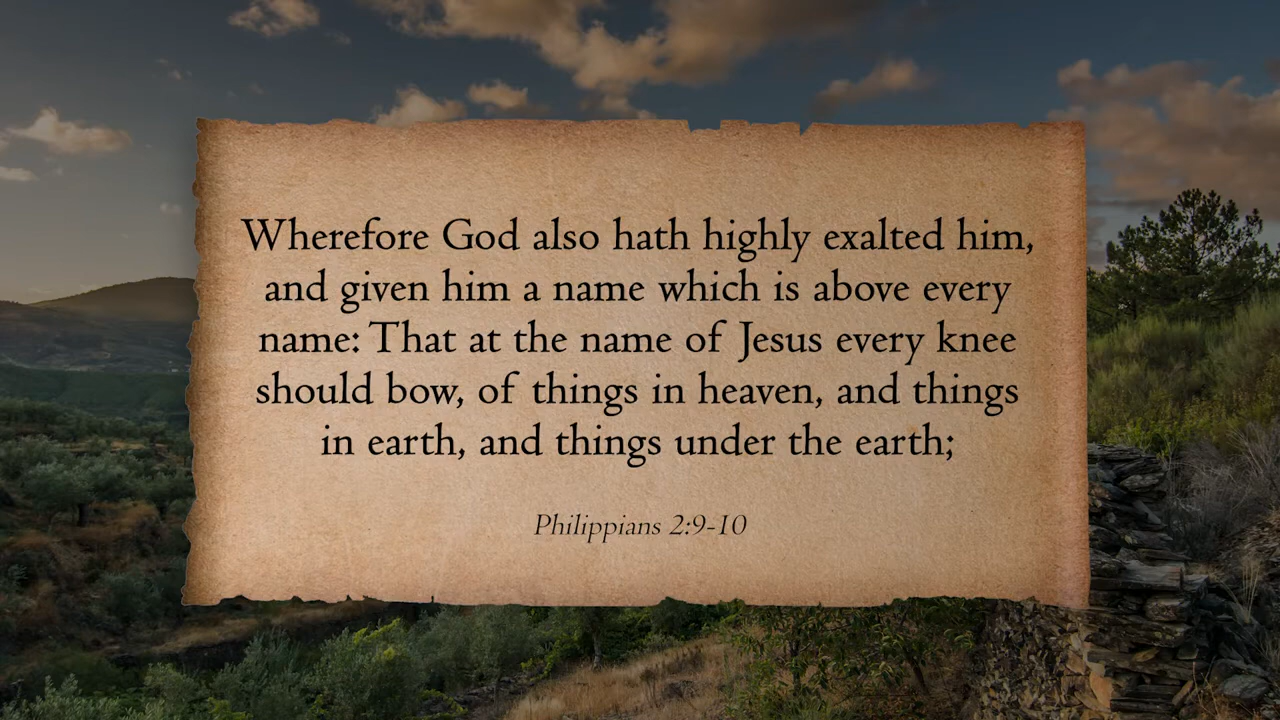 Wherefore God also hath highly exalted him,
and given him a name which is above every
name: That at the name of Jesus every knee
should bow, of things in heaven, and things
in earth, and things under the earth;
Philippians 2:9-10